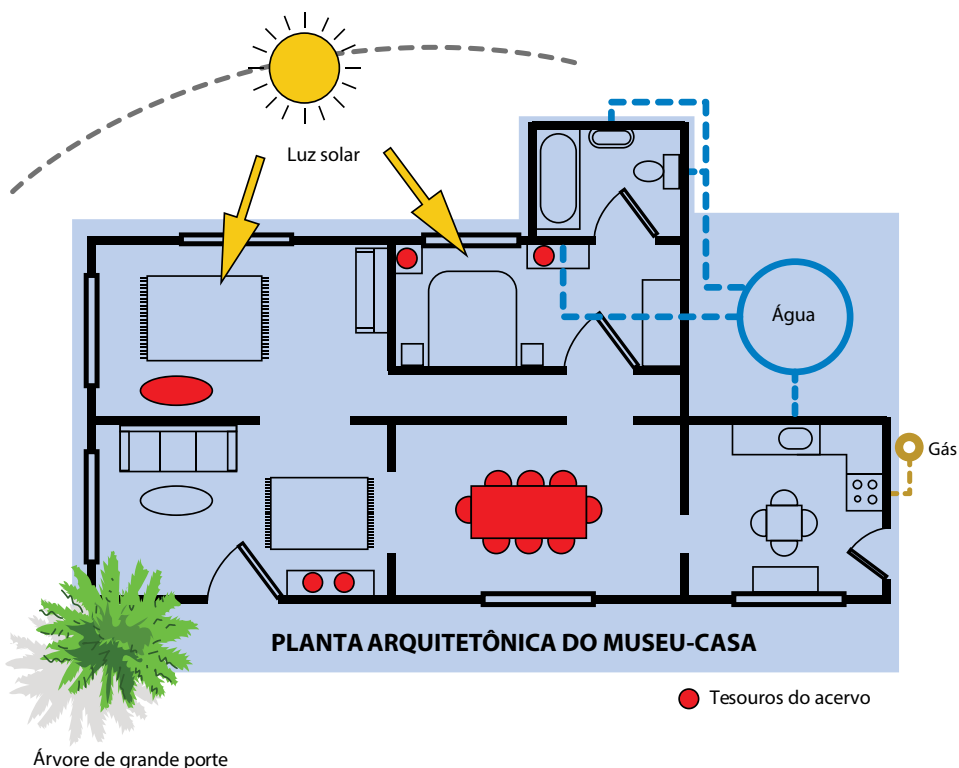 Luz solar
Água
Gás
PLANTA ARQUITETÔNICA DO MUSEU-CASA
Tesouros do acervo
Árvore de grande porte